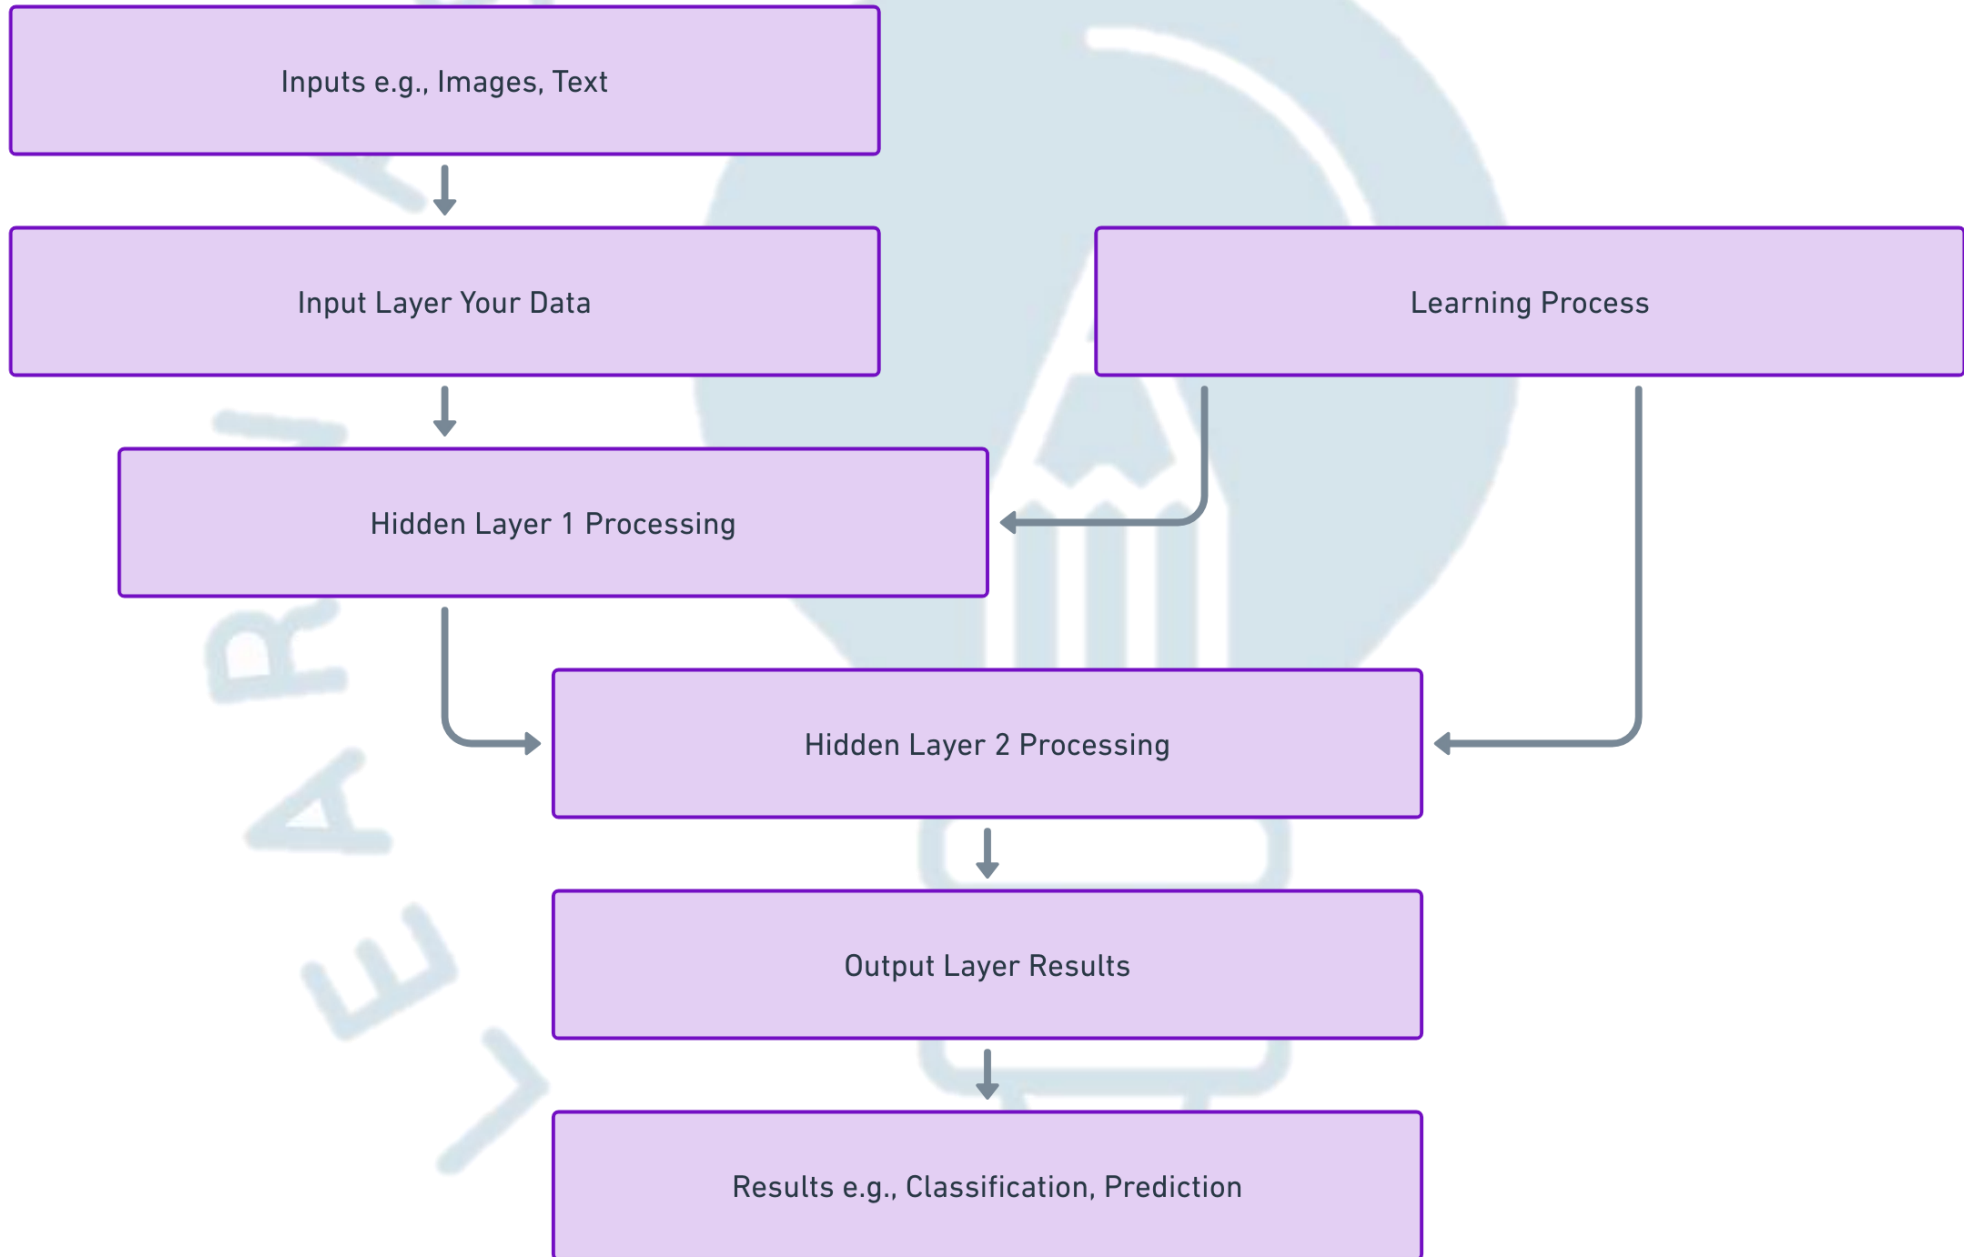 Inputs e.g., Images, Text
Input Layer Your Data
Learning Process
Hidden Layer 1 Processing
Hidden Layer 2 Processing
Output Layer Results
Results e.g., Classification, Prediction